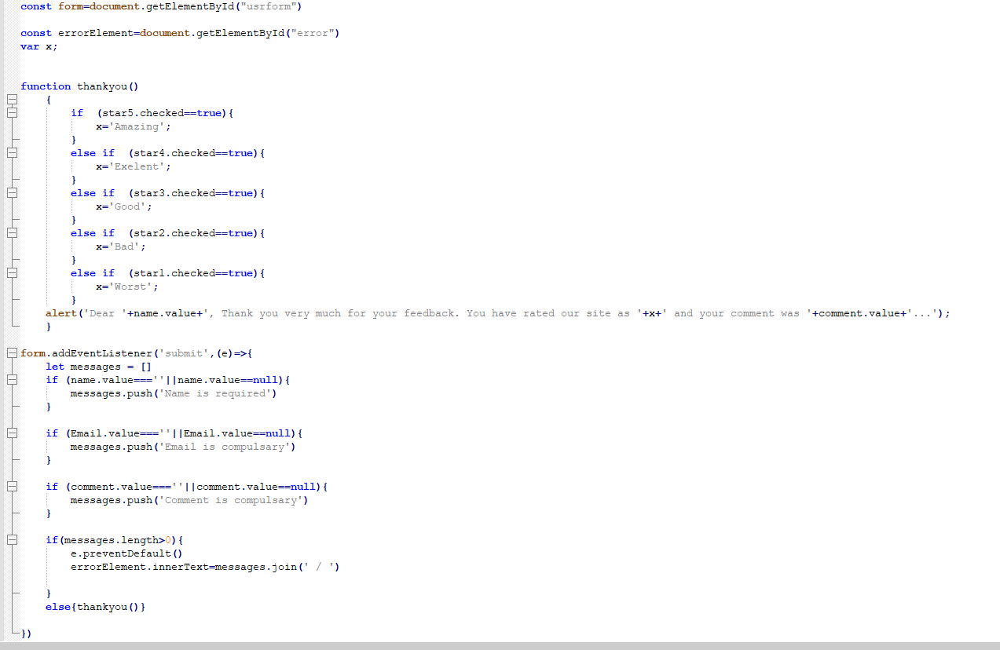 const form=document.getElementById("usrform")
const errorElement=document.getElementById("error")
var x;
function thankyou()
{
if  (star5.checked==true){
x='Amazing';
}
else if  (star4.checked==true){
x='Exelent';
}
else if  (star3.checked==true){
x='Good';
}
else if  (star2.checked==true){
x='Bad';
}
else if  (star1.checked==true){
x='Worst';
}
alert('Dear '+name.value+', Thank you very much for your feedback. You have rated our site as '+x+' and your comment was '+comment.value+'...');
}
form.addEventListener('submit',(e)=>{
let messages = []
if (name.value===''||name.value==null){
messages.push('Name is required')
}
if (Email.value===''||Email.value==null){
messages.push('Email is compulsary')
}
if (comment.value===''||comment.value==null){
messages.push('Comment is compulsary')
}
if(messages.length>0){
e.preventDefault()
errorElement.innerText=messages.join(' / ')
}
else{thankyou()}
})